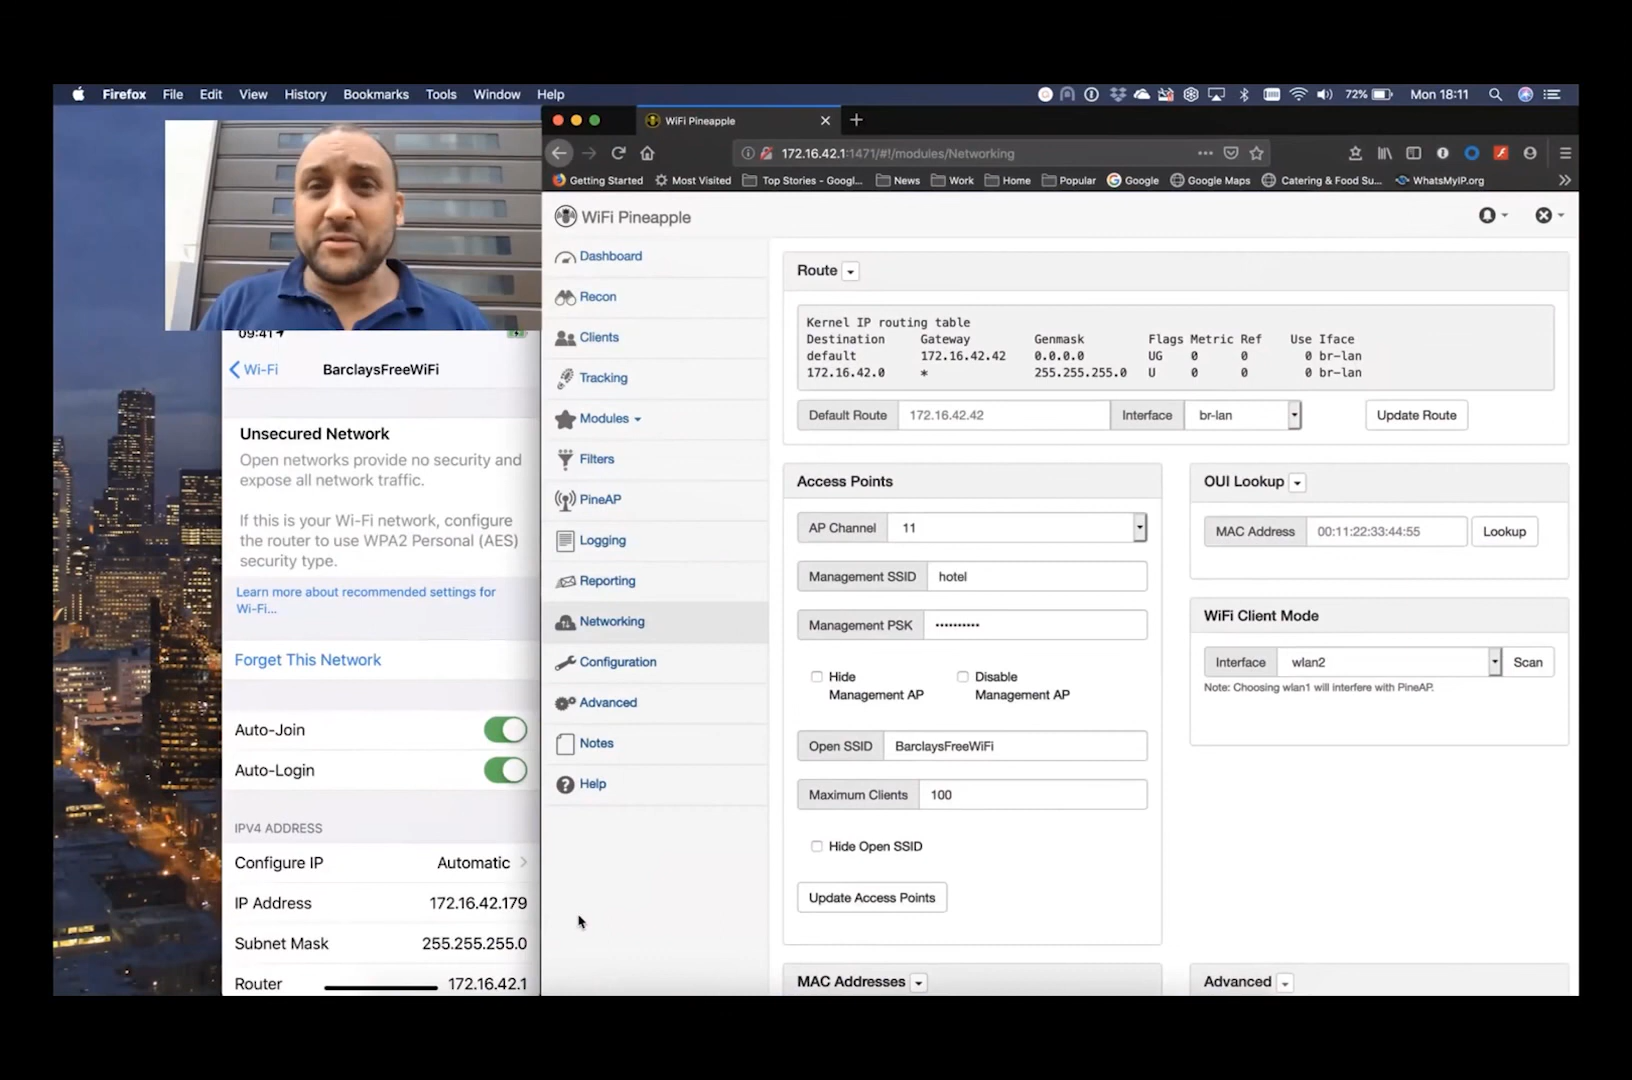 Firefox File Edit View History Bookmarks Tools Window Help
72% Mon 18:11
WiFi Pineapple
172.16.42.1:1471/#!/modules/Networking
Getting Started Most Visited Top Stories - Googl... News Work Home Popular Google Google Maps Catering & Food Su... WhatsMyIP.org
09:41
Wi-Fi BarclaysFreeWiFi
Unsecured Network
Open networks provide no security and
expose all network traffic.
If this is your Wi-Fi network, configure
the router to use WPA2 Personal (AES)
security type.
Learn more about recommended settings for
Wi-Fi...
Forget This Network
Auto-Join
Auto-Login
IPV4 ADDRESS
Configure IP Automatic
IP Address 172.16.42.179
Subnet Mask 255.255.255.0
Router 172.16.42.1
WiFi Pineapple
Dashboard
Recon
Clients
Tracking
Modules
Filters
PineAP
Logging
Reporting
Networking
Configuration
Advanced
Notes
Help
Route
Kernel IP routing table
Destination Gateway Genmask Flags Metric Ref Use Iface
default 172.16.42.42 0.0.0.0 UG 0 0 0 br-lan
172.16.42.0 * 255.255.255.0 U 0 0 0 br-lan
Default Route 172.16.42.42 Interface br-lan Update Route
Access Points
AP Channel 11
Management SSID hotel
Management PSK ••••••••••
Hide
Management AP
Disable
Management AP
Open SSID BarclaysFreeWiFi
Maximum Clients 100
Hide Open SSID
Update Access Points
OUI Lookup
MAC Address 00:11:22:33:44:55 Lookup
WiFi Client Mode
Interface wlan2 Scan
Note: Choosing wlan1 will interfere with PineAP.
MAC Addresses
Advanced